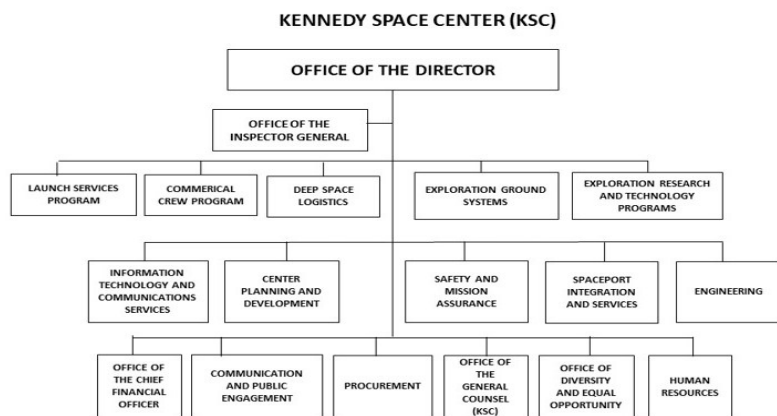 KENNEDY SPACE CENTER (KSC)
OFFICE OF THE DIRECTOR
OFFICE OF THE
INSPECTOR GENERAL
LAUNCH SERVICES
PROGRAM
COMMERICAL
CREW PROGRAM
DEEP SPACE
LOGISTICS
EXPLORATION GROUND
SYSTEMS
EXPLORATION RESEARCH
AND TECHNOLOGY
PROGRAMS
INFORMATION
TECHNOLOGY AND
COMMUNICATIONS
SERVICES
CENTER
PLANNING AND
DEVELOPMENT
SAFETY AND
MISSION
ASSURANCE
SPACEPORT
INTEGRATION
AND SERVICES
ENGINEERING
OFFICE OF
THE CHIEF
FINANCIAL
OFFICER
COMMUNICATION
AND PUBLIC
ENGAGEMENT
PROCUREMENT
OFFICE OF
THE
GENERAL
COUNSEL
(KSC)
OFFICE OF
DIVERSITY
AND EQUAL
OPPORTUNITY
HUMAN
RESOURCES